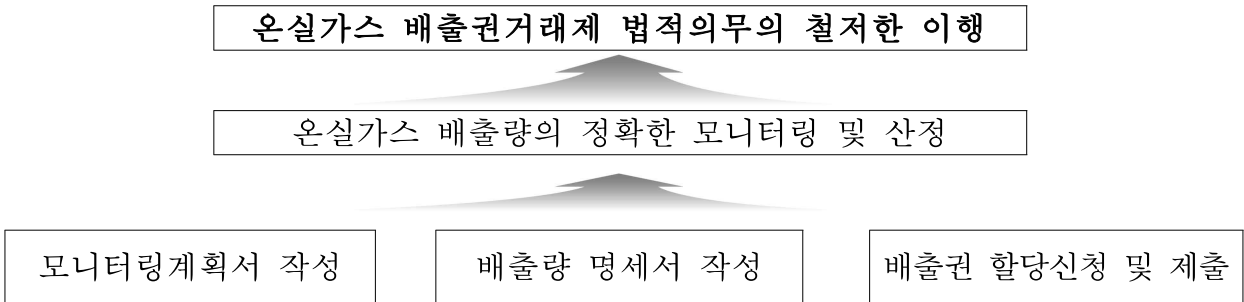 온실가스 배출권거래제 법적의무의 철저한 이행
온실가스 배출량의 정확한 모니터링 및 산정
모니터링계획서 작성
배출량 명세서 작성
배출권 할당신청 및 제출